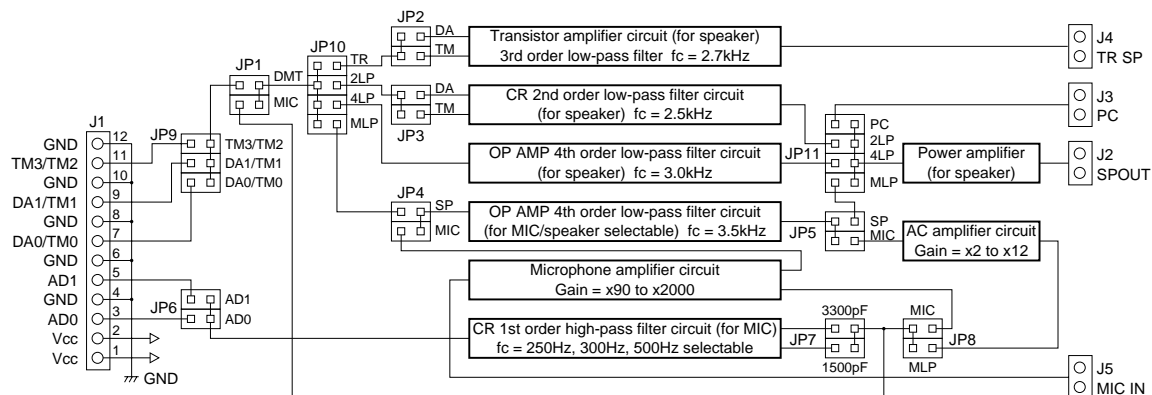 JP2
DA
TM
Transistor amplifier circuit (for speaker)
3rd order low-pass filter fc = 2.7kHz
J4
TR SP
JP10
TR
2LP
4LP
MLP
JP1
DMT
MIC
DA
TM
JP3
CR 2nd order low-pass filter circuit
(for speaker) fc = 2.5kHz
J3
PC
J1
GND 12
TM3/TM2 11
GND 10
DA1/TM1 9
GND 8
DA0/TM0 7
GND 6
AD1 5
GND 4
AD0 3
Vcc 2
Vcc 1
GND
JP9
TM3/TM2
DA1/TM1
DA0/TM0
OP AMP 4th order low-pass filter circuit
(for speaker) fc = 3.0kHz
JP11
PC
2LP
4LP
MLP
Power amplifier
(for speaker)
J2
SPOUT
JP4
SP
MIC
OP AMP 4th order low-pass filter circuit
(for MIC/speaker selectable) fc = 3.5kHz
JP5
SP
MIC
AC amplifier circuit
Gain = x2 to x12
Microphone amplifier circuit
Gain = x90 to x2000
JP6
AD1
AD0
CR 1st order high-pass filter circuit (for MIC)
fc = 250Hz, 300Hz, 500Hz selectable
3300pF
JP7
1500pF
MIC
JP8
MLP
J5
MIC IN